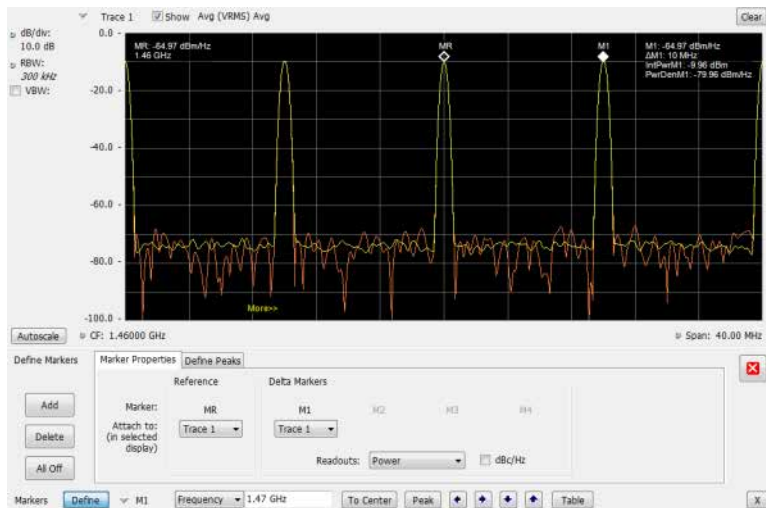 Trace 1 Show Avg (VRMS) Avg Clear
dB/div:
10.0 dB
RBW:
300 kHz
VBW:
0.0
-20.0
-40.0
-60.0
-80.0
-100.0
MR: -64.97 dBm/Hz
1.46 GHz
MR
M1
M1: -64.97 dBm/Hz
ΔM1: 10 MHz
IntPwrM1: -9.96 dBm
PwrDenM1: -79.96 dBm/Hz
More>>
Autoscale CF: 1.46000 GHz Span: 40.00 MHz
Define Markers Marker Properties Define Peaks
Reference Delta Markers
Add Marker: MR M1 M2 M3 M4
Attach to: Trace 1 Trace 1
(in selected
display)
Delete
Readouts: Power dBc/Hz
All Off
Markers Define M1 Frequency 1.47 GHz To Center Peak Table X